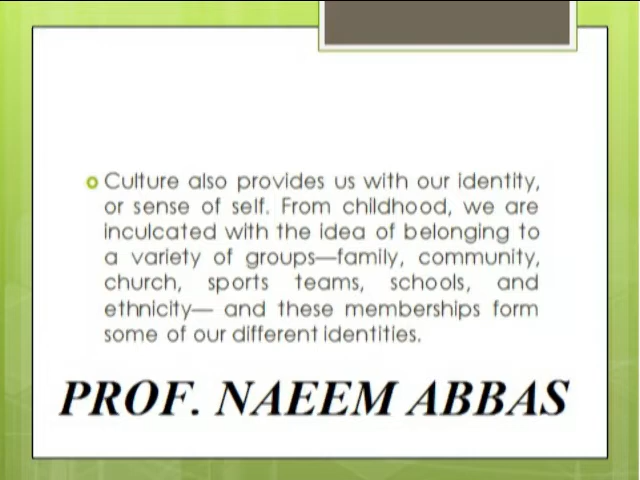 Culture also provides us with our identity,
or sense of self. From childhood, we are
inculcated with the idea of belonging to
a variety of groups—family, community,
church, sports teams, schools, and
ethnicity— and these memberships form
some of our different identities.
PROF. NAEEM ABBAS